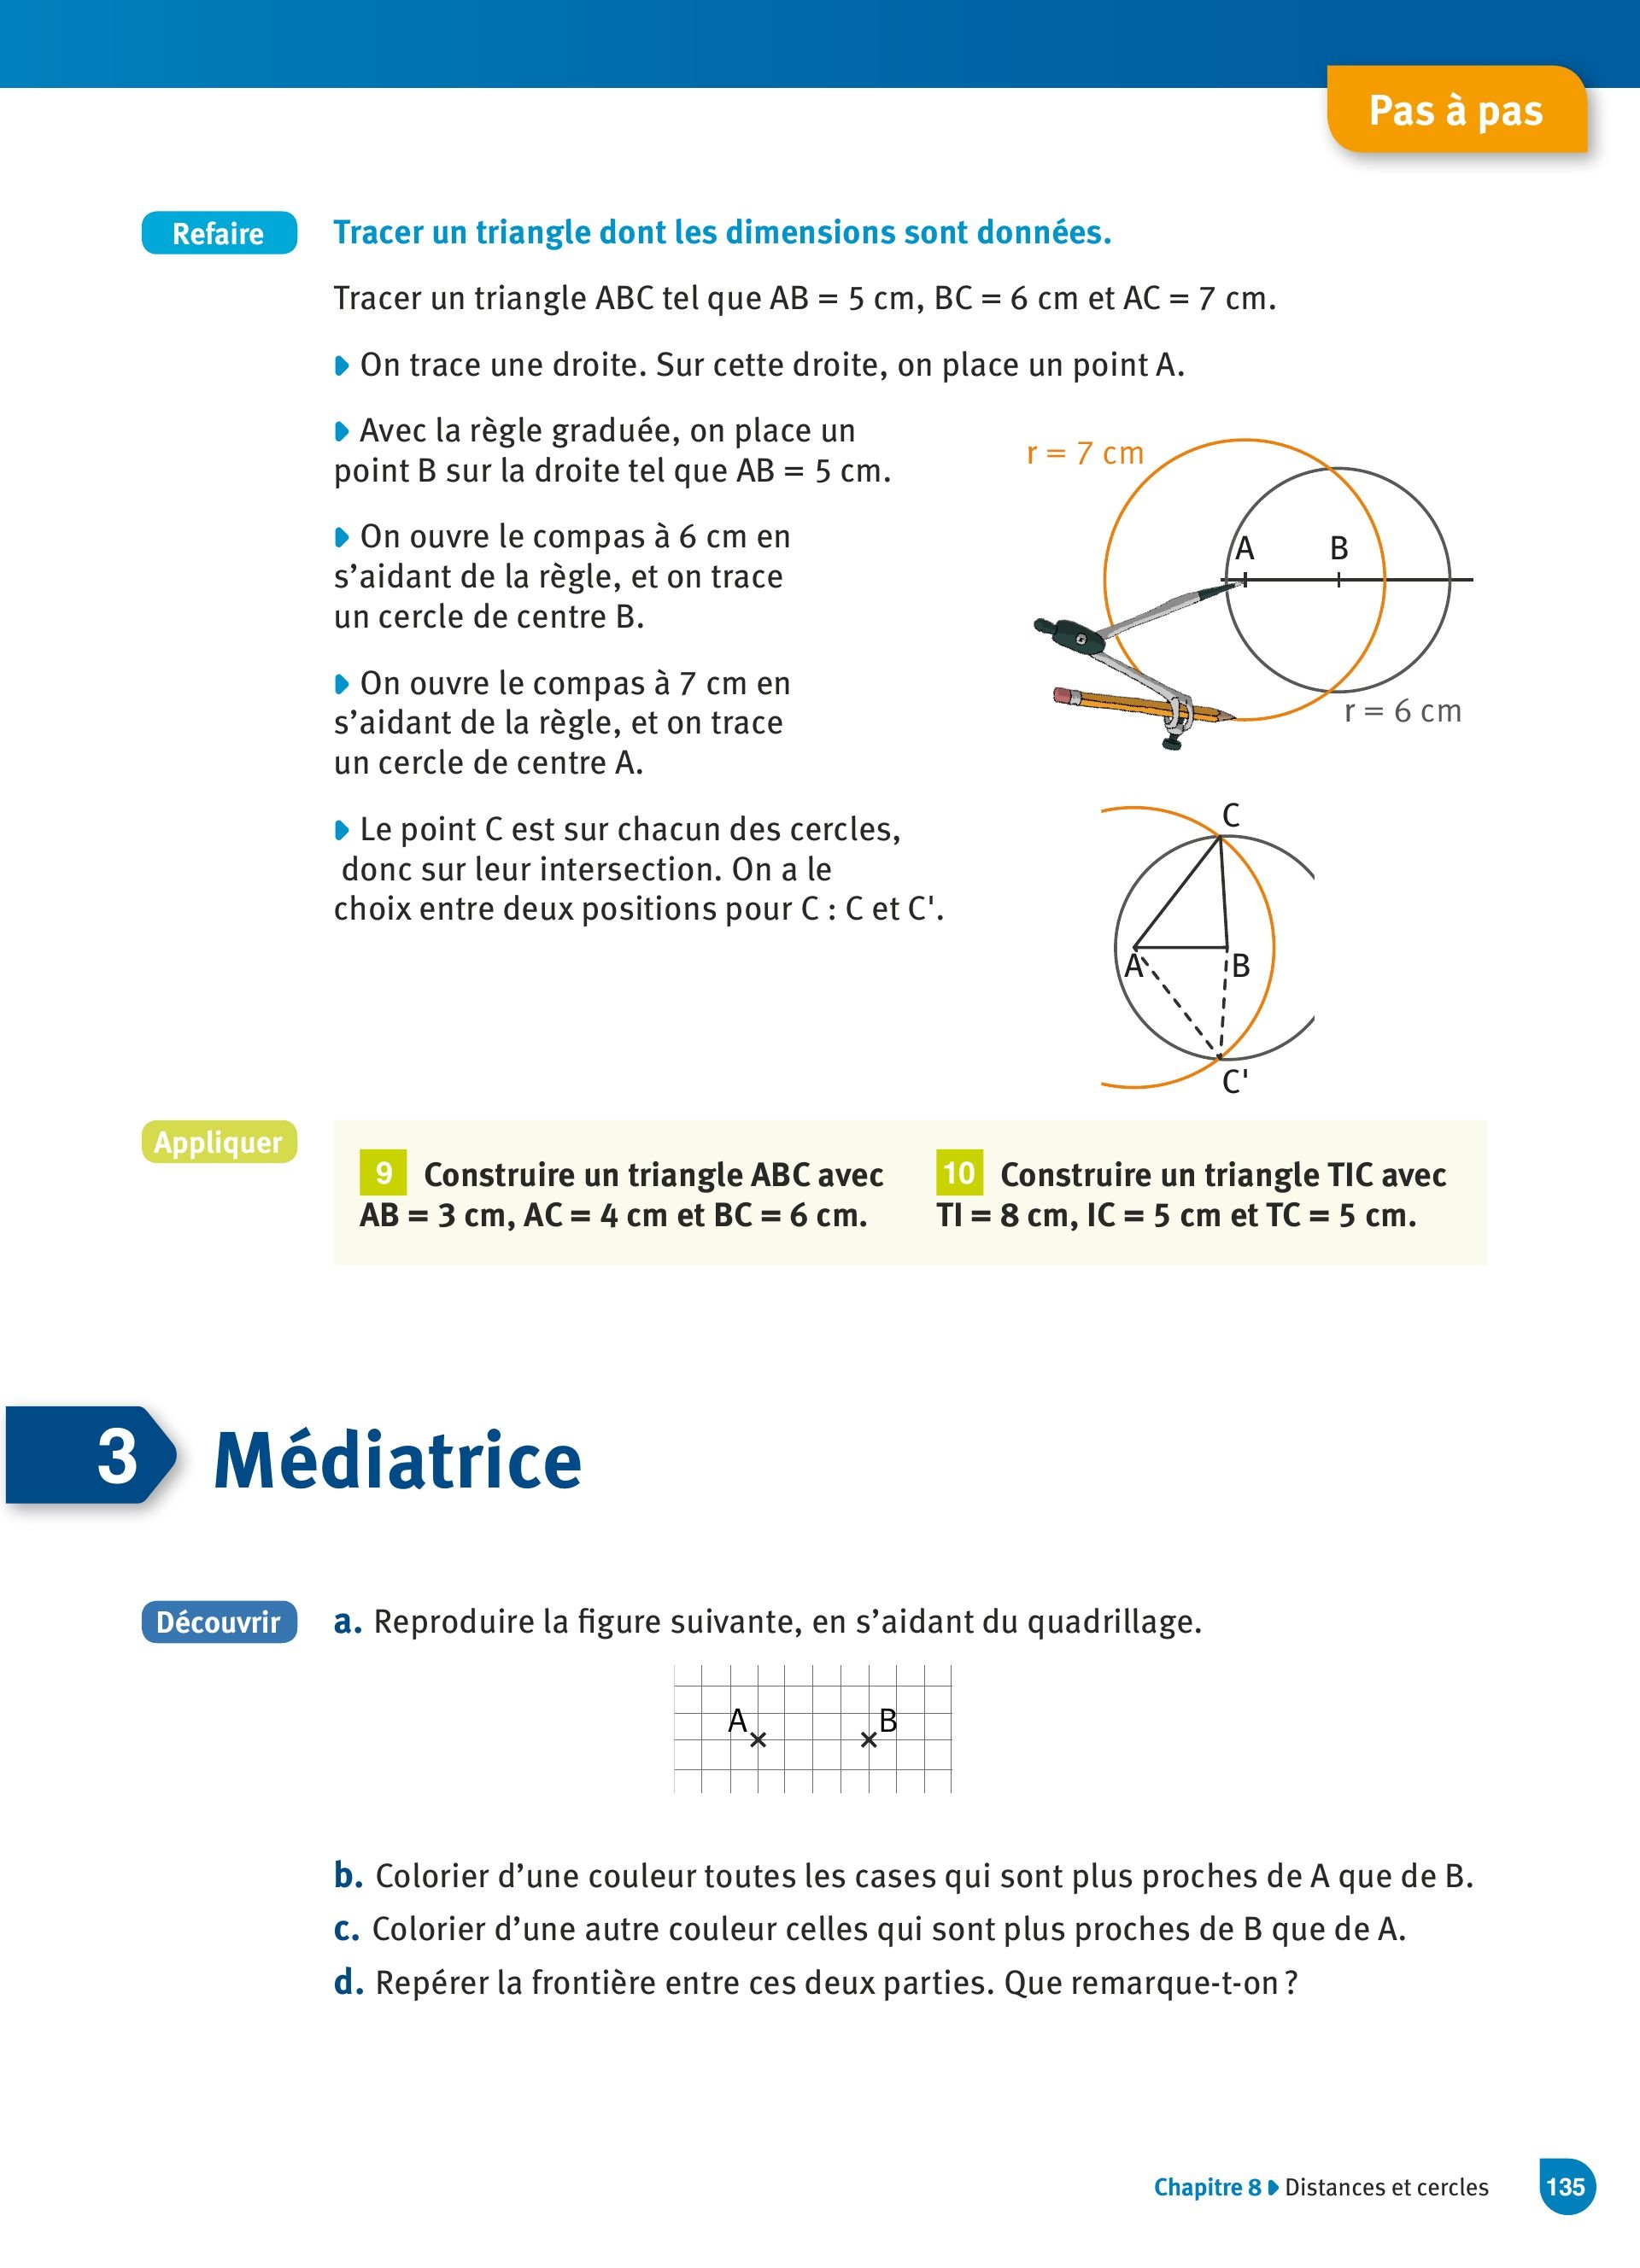 Pas à pas
Refaire
Tracer un triangle dont les dimensions sont données.
Tracer un triangle ABC tel que AB = 5 cm, BC = 6 cm et AC = 7 cm.
On trace une droite. Sur cette droite, on place un point A.
Avec la règle graduée, on place un
point B sur la droite tel que AB = 5 cm.
On ouvre le compas à 6 cm en
s’aidant de la règle, et on trace
un cercle de centre B.
On ouvre le compas à 7 cm en
s’aidant de la règle, et on trace
un cercle de centre A.
r = 7 cm
A
B
r = 6 cm
Le point C est sur chacun des cercles,
donc sur leur intersection. On a le
choix entre deux positions pour C : C et C'.
C
A
B
C'
Appliquer
9 Construire un triangle ABC avec
AB = 3 cm, AC = 4 cm et BC = 6 cm.
10 Construire un triangle TIC avec
TI = 8 cm, IC = 5 cm et TC = 5 cm.
3 Médiatrice
Découvrir
a. Reproduire la figure suivante, en s’aidant du quadrillage.
A
B
b. Colorier d’une couleur toutes les cases qui sont plus proches de A que de B.
c. Colorier d’une autre couleur celles qui sont plus proches de B que de A.
d. Repérer la frontière entre ces deux parties. Que remarque-t-on ?
Chapitre 8 Distances et cercles
135